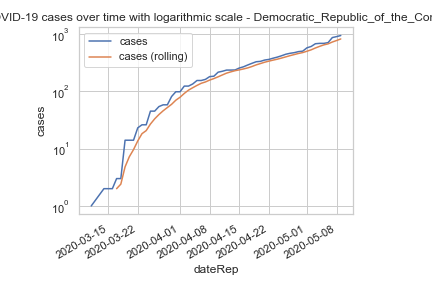 OVID-19 cases over time with logarithmic scale - Democratic_Republic_of_the_Con
cases
cases (rolling)
10³
10²
10¹
10⁰
cases
2020-03-15
2020-03-22
2020-04-01
2020-04-08
2020-04-15
2020-04-22
2020-05-01
2020-05-08
dateRep